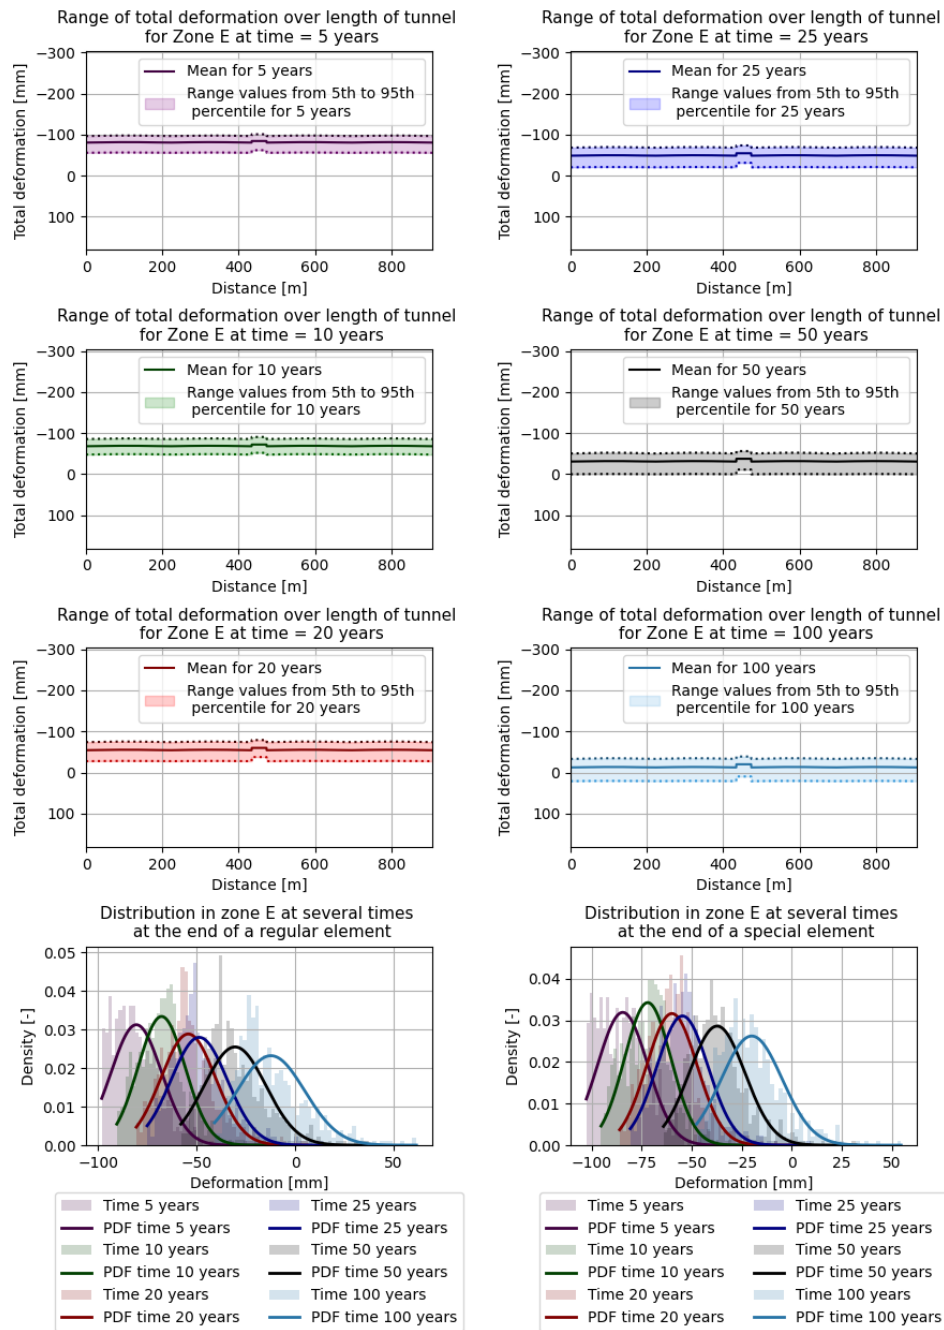 Range of total deformation over length of tunnel
for Zone E at time = 5 years
Total deformation [mm]
−300
−200
−100
0
100
Mean for 5 years
Range values from 5th to 95th
percentile for 5 years
0 200 400 600 800
Distance [m]
Range of total deformation over length of tunnel
for Zone E at time = 25 years
Total deformation [mm]
−300
−200
−100
0
100
Mean for 25 years
Range values from 5th to 95th
percentile for 25 years
0 200 400 600 800
Distance [m]
Range of total deformation over length of tunnel
for Zone E at time = 10 years
Total deformation [mm]
−300
−200
−100
0
100
Mean for 10 years
Range values from 5th to 95th
percentile for 10 years
0 200 400 600 800
Distance [m]
Range of total deformation over length of tunnel
for Zone E at time = 50 years
Total deformation [mm]
−300
−200
−100
0
100
Mean for 50 years
Range values from 5th to 95th
percentile for 50 years
0 200 400 600 800
Distance [m]
Range of total deformation over length of tunnel
for Zone E at time = 20 years
Total deformation [mm]
−300
−200
−100
0
100
Mean for 20 years
Range values from 5th to 95th
percentile for 20 years
0 200 400 600 800
Distance [m]
Range of total deformation over length of tunnel
for Zone E at time = 100 years
Total deformation [mm]
−300
−200
−100
0
100
Mean for 100 years
Range values from 5th to 95th
percentile for 100 years
0 200 400 600 800
Distance [m]
Distribution in zone E at several times
at the end of a regular element
Density [-]
0.05
0.04
0.03
0.02
0.01
0.00
−100 −50 0 50
Deformation [mm]
Time 5 years
PDF time 5 years
Time 10 years
PDF time 10 years
Time 20 years
PDF time 20 years
Time 25 years
PDF time 25 years
Time 50 years
PDF time 50 years
Time 100 years
PDF time 100 years
Distribution in zone E at several times
at the end of a special element
Density [-]
0.04
0.03
0.02
0.01
0.00
−100 −75 −50 −25 0 25 50
Deformation [mm]
Time 5 years
PDF time 5 years
Time 10 years
PDF time 10 years
Time 20 years
PDF time 20 years
Time 25 years
PDF time 25 years
Time 50 years
PDF time 50 years
Time 100 years
PDF time 100 years